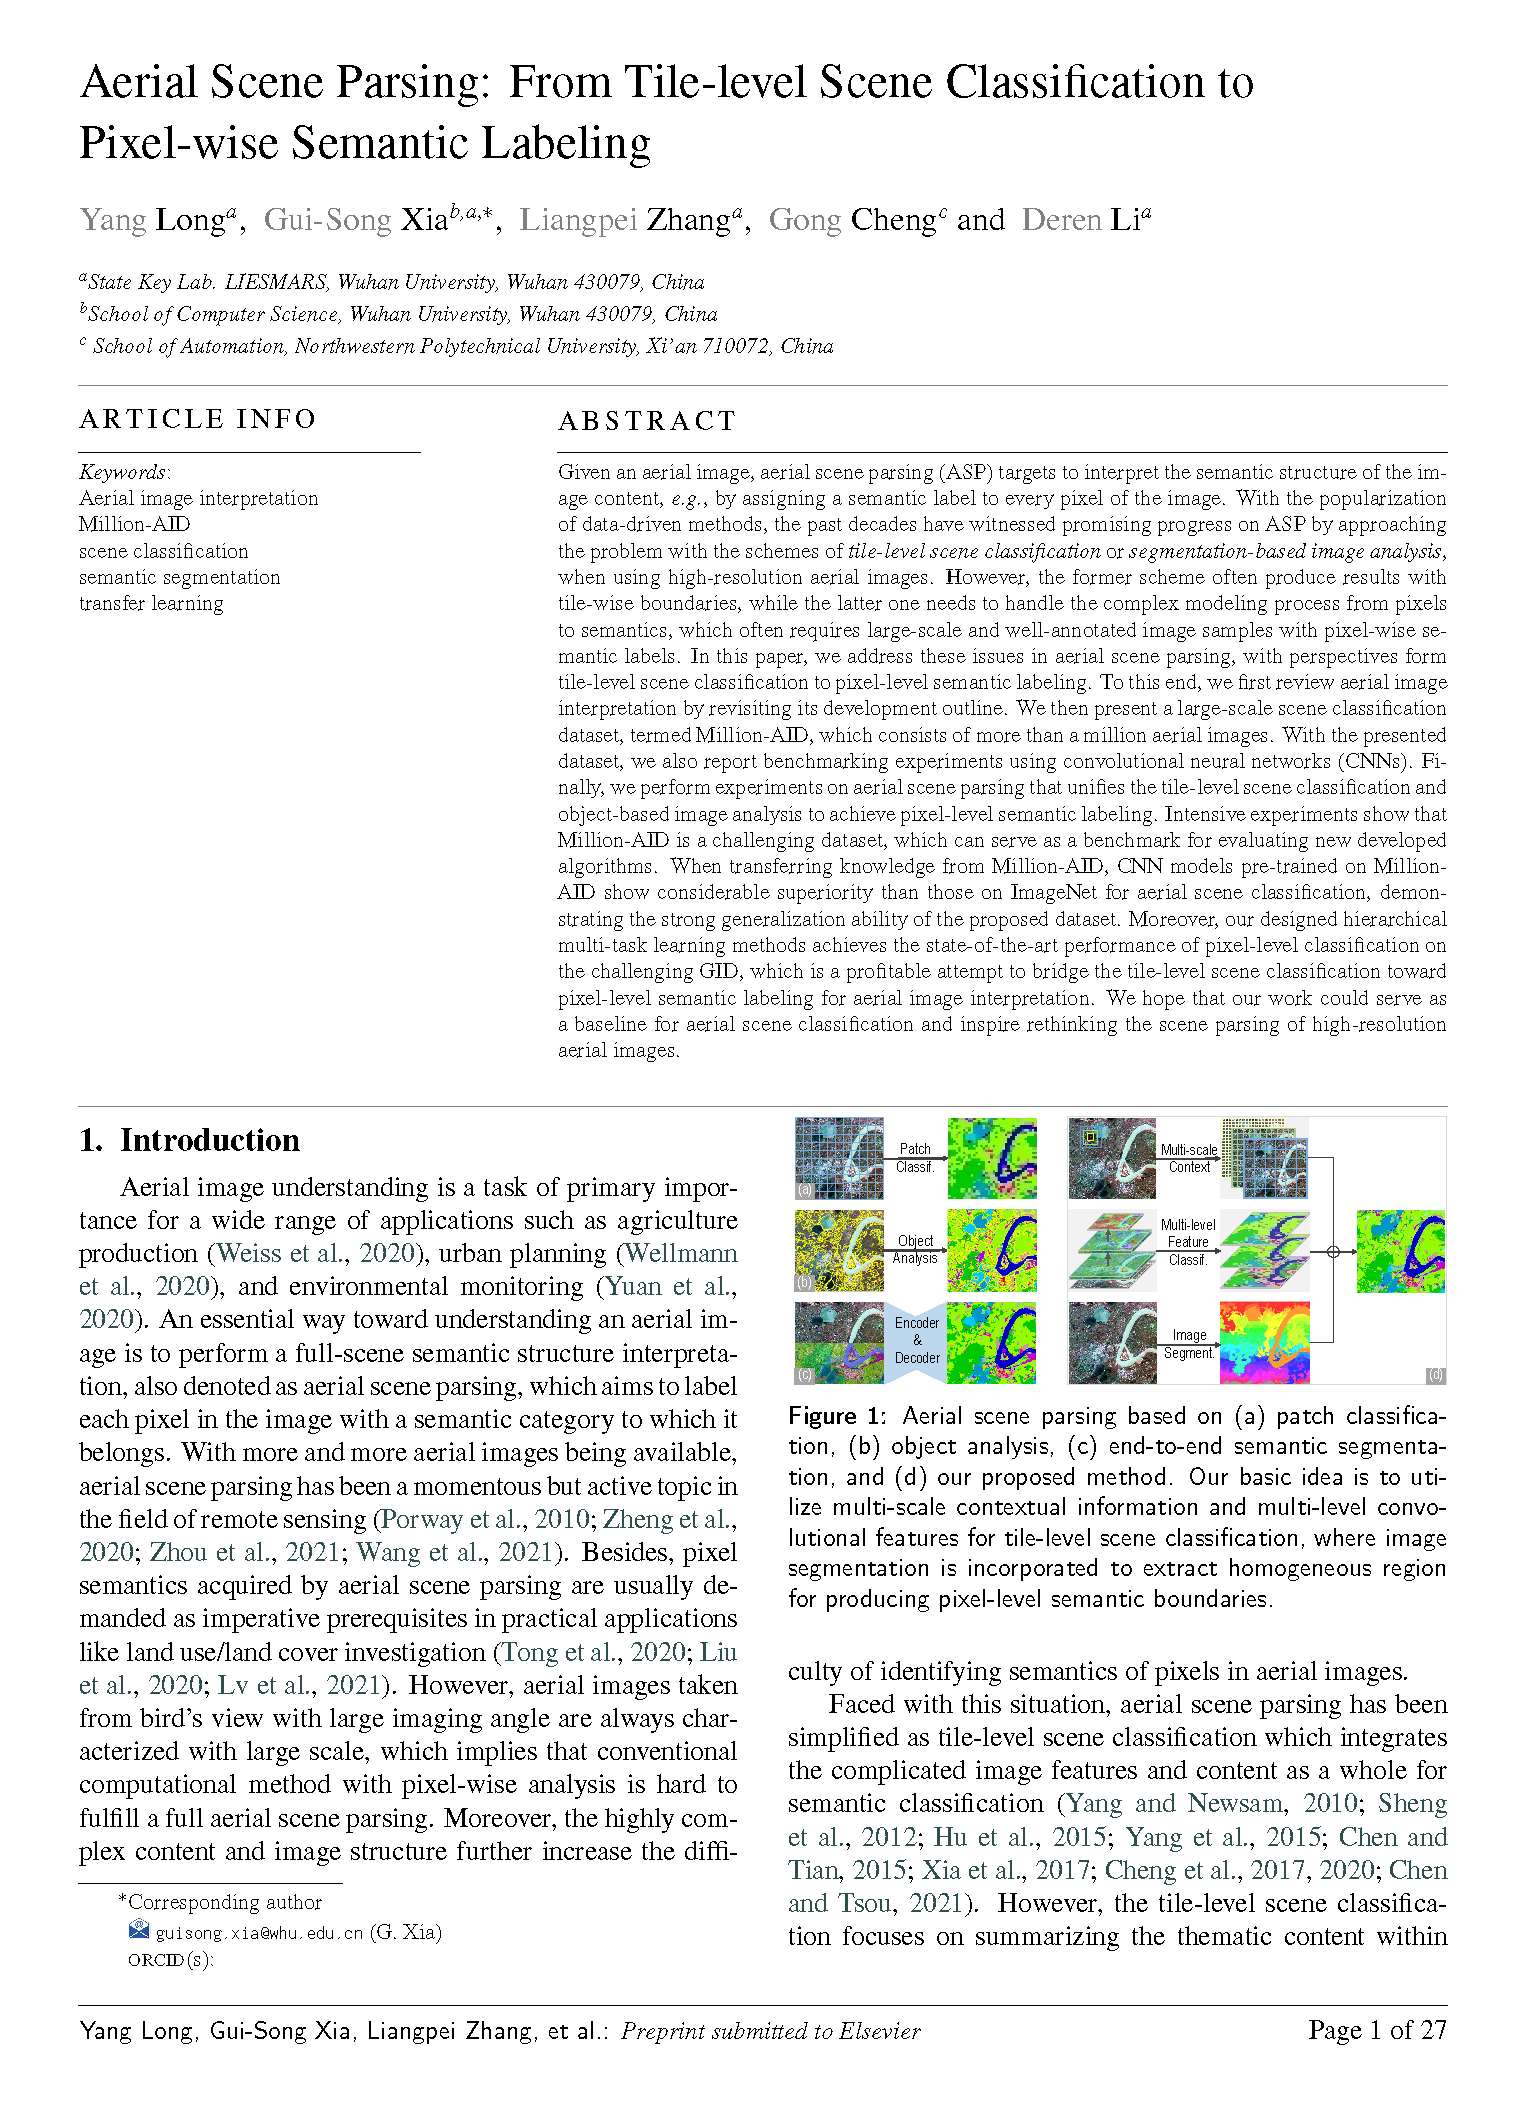 Aerial Scene Parsing: From Tile-level Scene Classification to
Pixel-wise Semantic Labeling
Yang Long^a, Gui-Song Xia^b,a,∗, Liangpei Zhang^a, Gong Cheng^c and Deren Li^a
^a State Key Lab. LIESMARS, Wuhan University, Wuhan 430079, China
^b School of Computer Science, Wuhan University, Wuhan 430079, China
^c School of Automation, Northwestern Polytechnical University, Xi'an 710072, China
ARTICLE INFO
Keywords:
Aerial image interpretation
Million-AID
scene classification
semantic segmentation
transfer learning
ABSTRACT
Given an aerial image, aerial scene parsing (ASP) targets to interpret the semantic structure of the im-
age content, e.g., by assigning a semantic label to every pixel of the image. With the popularization
of data-driven methods, the past decades have witnessed promising progress on ASP by approaching
the problem with the schemes of tile-level scene classification or segmentation-based image analysis,
when using high-resolution aerial images. However, the former scheme often produce results with
tile-wise boundaries, while the latter one needs to handle the complex modeling process from pixels
to semantics, which often requires large-scale and well-annotated image samples with pixel-wise se-
mantic labels. In this paper, we address these issues in aerial scene parsing, with perspectives form
tile-level scene classification to pixel-level semantic labeling. To this end, we first review aerial image
interpretation by revisiting its development outline. We then present a large-scale scene classification
dataset, termed Million-AID, which consists of more than a million aerial images. With the presented
dataset, we also report benchmarking experiments using convolutional neural networks (CNNs). Fi-
nally, we perform experiments on aerial scene parsing that unifies the tile-level scene classification and
object-based image analysis to achieve pixel-level semantic labeling. Intensive experiments show that
Million-AID is a challenging dataset, which can serve as a benchmark for evaluating new developed
algorithms. When transferring knowledge from Million-AID, CNN models pre-trained on Million-
AID show considerable superiority than those on ImageNet for aerial scene classification, demon-
strating the strong generalization ability of the proposed dataset. Moreover, our designed hierarchical
multi-task learning methods achieves the state-of-the-art performance of pixel-level classification on
the challenging GID, which is a profitable attempt to bridge the tile-level scene classification toward
pixel-level semantic labeling for aerial image interpretation. We hope that our work could serve as
a baseline for aerial scene classification and inspire rethinking the scene parsing of high-resolution
aerial images.
1. Introduction
Aerial image understanding is a task of primary impor-
tance for a wide range of applications such as agriculture
production (Weiss et al., 2020), urban planning (Wellmann
et al., 2020), and environmental monitoring (Yuan et al.,
2020). An essential way toward understanding an aerial im-
age is to perform a full-scene semantic structure interpreta-
tion, also denoted as aerial scene parsing, which aims to label
each pixel in the image with a semantic category to which it
belongs. With more and more aerial images being available,
aerial scene parsing has been a momentous but active topic in
the field of remote sensing (Porway et al., 2010; Zheng et al.,
2020; Zhou et al., 2021; Wang et al., 2021). Besides, pixel
semantics acquired by aerial scene parsing are usually de-
manded as imperative prerequisites in practical applications
like land use/land cover investigation (Tong et al., 2020; Liu
et al., 2020; Lv et al., 2021). However, aerial images taken
from bird's view with large imaging angle are always char-
acterized with large scale, which implies that conventional
computational method with pixel-wise analysis is hard to
fulfill a full aerial scene parsing. Moreover, the highly com-
plex content and image structure further increase the diffi-
∗Corresponding author
guisong.xia@whu.edu.cn (G. Xia)
ORCID(s):
Patch
Classif.
(a)
Object
Analysis
(b)
Encoder
&
Decoder
(c)
Multi-scale
Context
Multi-level
Feature
Classif.
Image
Segment.
(d)
Figure 1: Aerial scene parsing based on (a) patch classifica-
tion, (b) object analysis, (c) end-to-end semantic segmenta-
tion, and (d) our proposed method. Our basic idea is to uti-
lize multi-scale contextual information and multi-level convo-
lutional features for tile-level scene classification, where image
segmentation is incorporated to extract homogeneous region
for producing pixel-level semantic boundaries.
culty of identifying semantics of pixels in aerial images.
Faced with this situation, aerial scene parsing has been
simplified as tile-level scene classification which integrates
the complicated image features and content as a whole for
semantic classification (Yang and Newsam, 2010; Sheng
et al., 2012; Hu et al., 2015; Yang et al., 2015; Chen and
Tian, 2015; Xia et al., 2017; Cheng et al., 2017, 2020; Chen
and Tsou, 2021). However, the tile-level scene classifica-
tion focuses on summarizing the thematic content within
Yang Long, Gui-Song Xia, Liangpei Zhang, et al.: Preprint submitted to Elsevier
Page 1 of 27